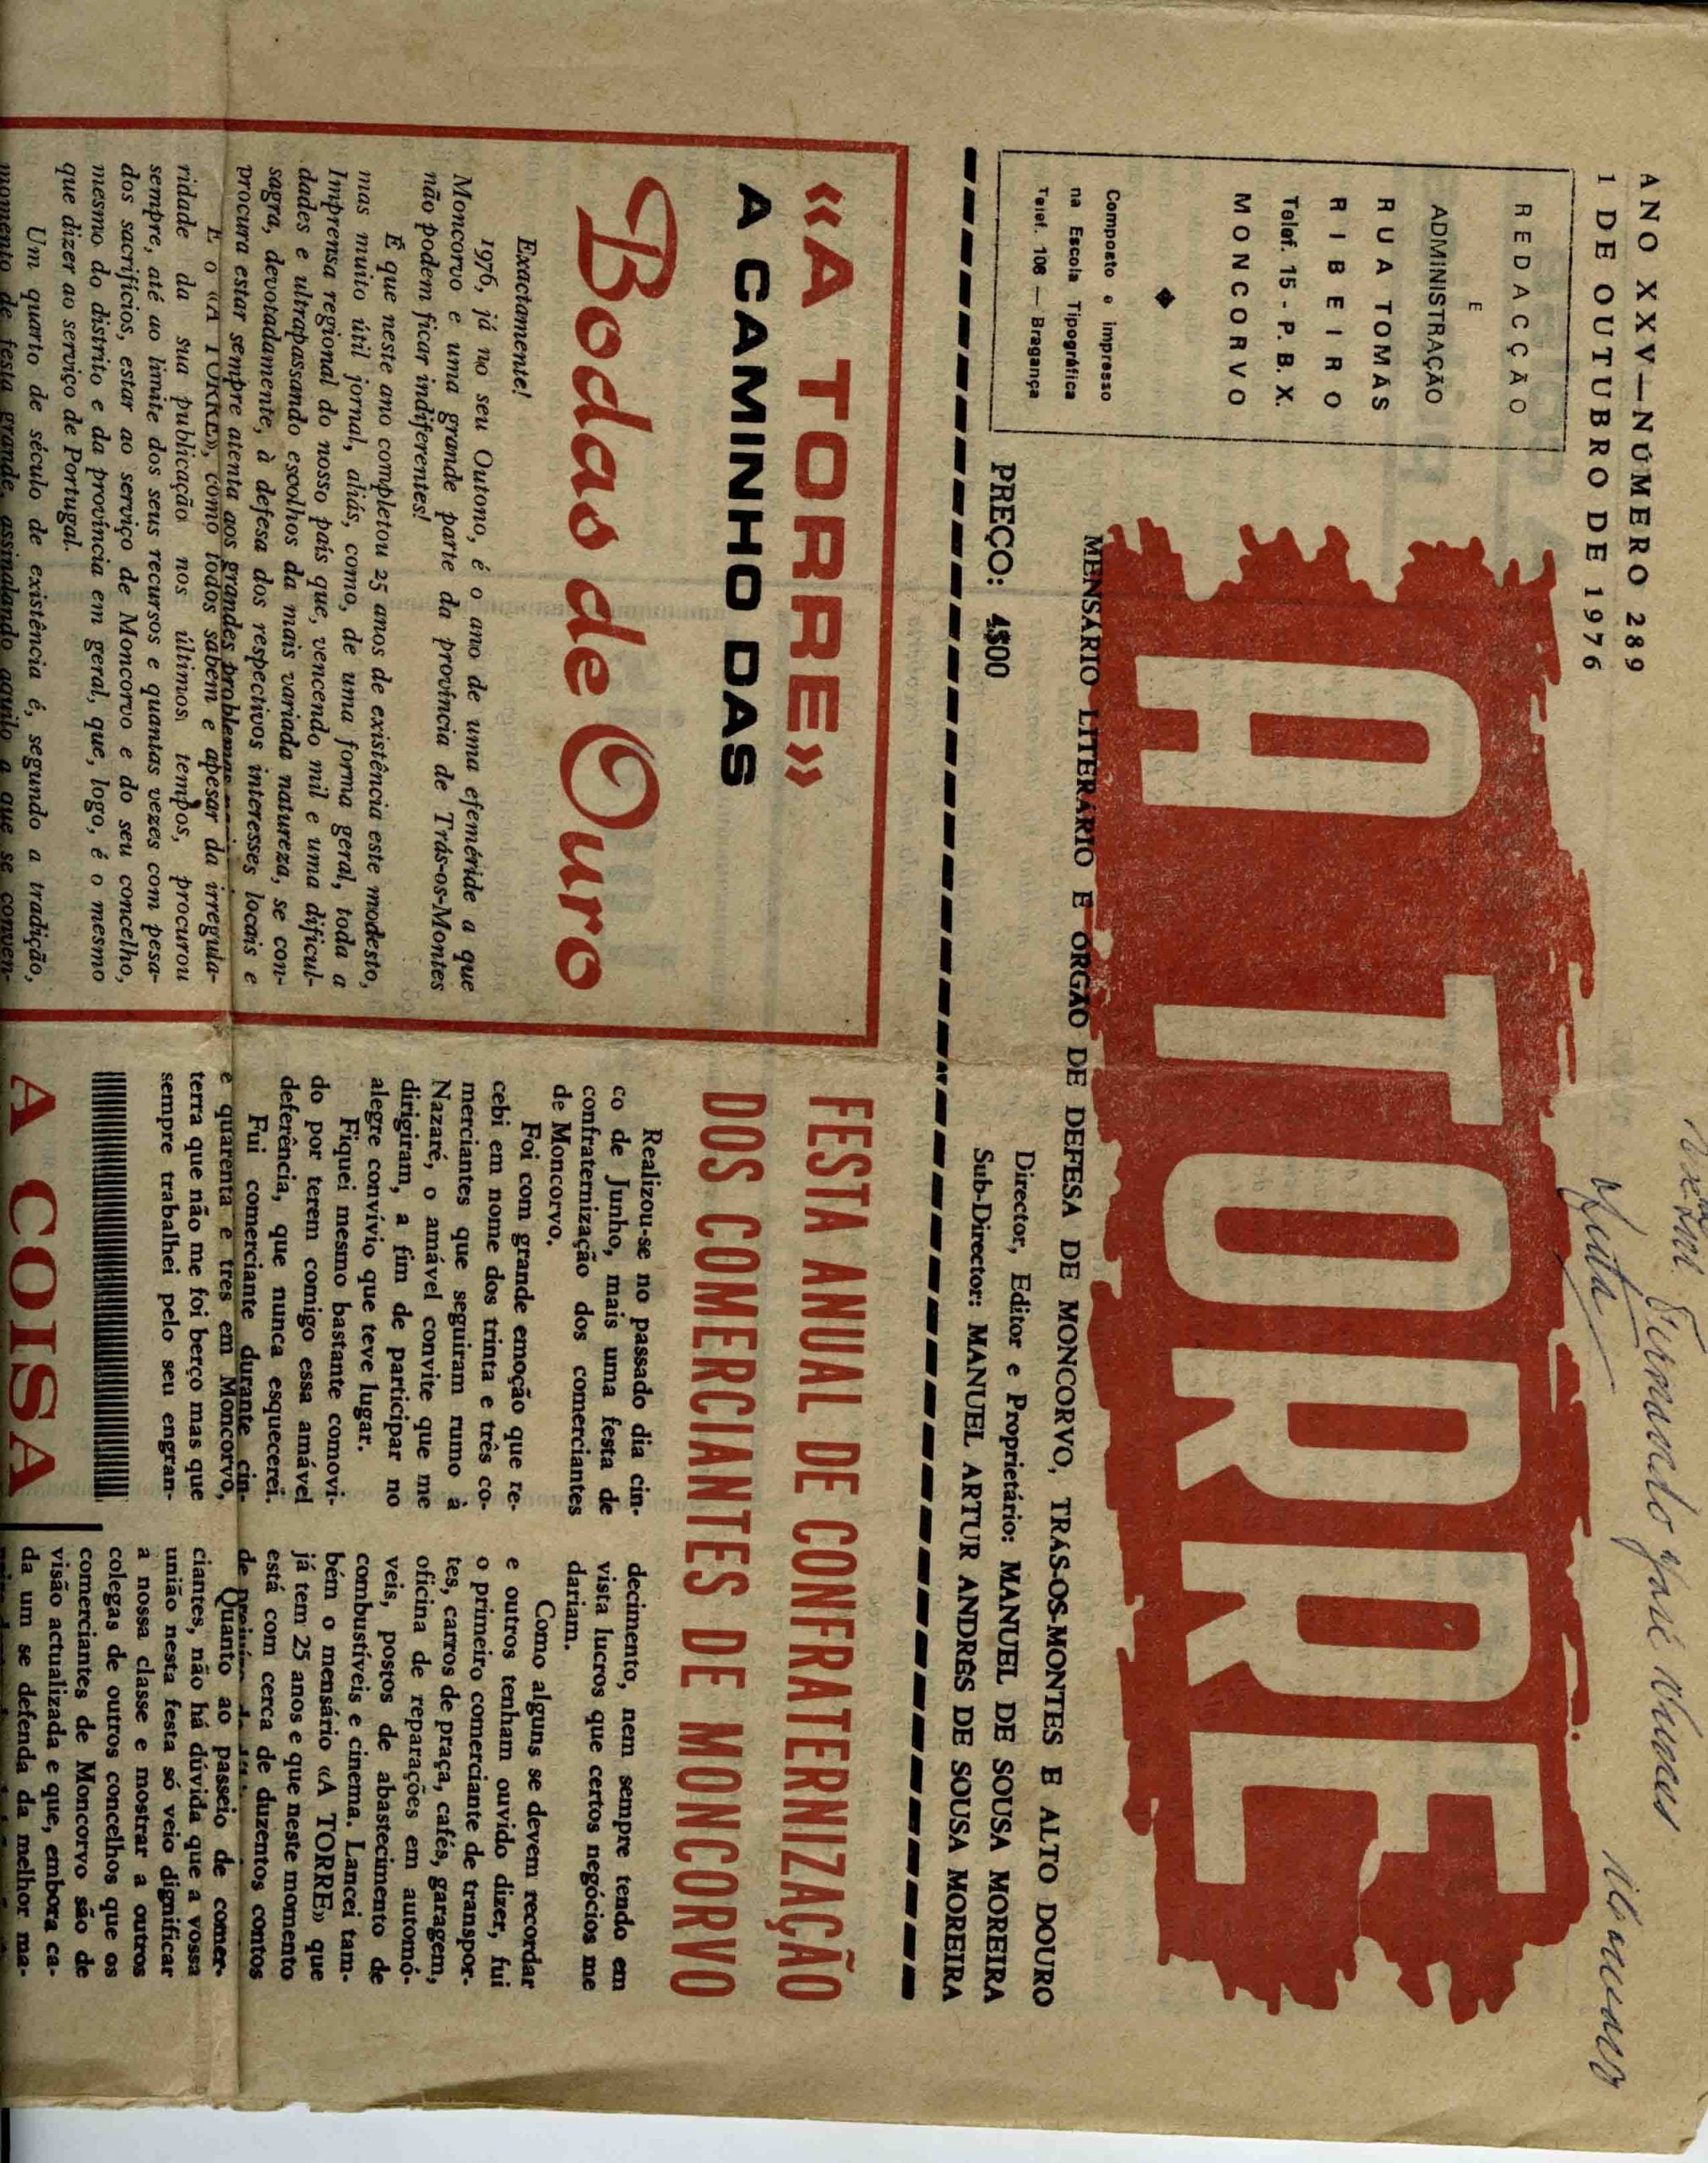 ANO XXV—NÚMERO 289
1 DE OUTUBRO DE 1976
Fernando José Nunes
REDACÇÃO
E
ADMINISTRAÇÃO
RUA TOMÁS
RIBEIRO
Telef. 15 - P. B. X.
MONCORVO
Composto e impresso
na Escola Tipográfica
Telef. 106 — Bragança
A TORRE
MENSÁRIO LITERÁRIO E ORGÃO DE DEFESA DE MONCORVO, TRÁS-OS-MONTES E ALTO DOURO
PREÇO: 4$00
Director, Editor e Proprietário: MANUEL DE SOUSA MOREIRA
Sub-Director: MANUEL ARTUR ANDRÊS DE SOUSA MOREIRA
«A TORRE»
A CAMINHO DAS
Bodas de Ouro
Exactamente!
1976, já no seu Outono, é o ano de uma efeméride a que
Moncorvo e uma grande parte da província de Trás-os-Montes
não podem ficar indiferentes!
É que neste ano completou 25 anos de existência este modesto,
mas muito útil jornal, aliás, como, de uma forma geral, toda a
Imprensa regional do nosso país que, vencendo mil e uma dificul-
dades e ultrapassando escolhos da mais variada natureza, se con-
sagra, devotadamente, à defesa dos respectivos interesses locais e
procura estar sempre atenta aos grandes problemas
E o «A TORRE», como todos sabem e apesar da irregula-
ridade da sua publicação nos últimos tempos, procurou
sempre, até ao limite dos seus recursos e quantas vezes com pesa-
dos sacrifícios, estar ao serviço de Moncorvo e do seu concelho,
mesmo do distrito e da província em geral, que, logo, é o mesmo
que dizer ao serviço de Portugal.
Um quarto de século de existência é, segundo a tradição,
momento de festa grande, assinalando aquilo a que se conven-
FESTA ANUAL DE CONFRATERNIZAÇÃO
DOS COMERCIANTES DE MONCORVO
Realizou-se no passado dia cin-
co de Junho, mais uma festa de
confraternização dos comerciantes
de Moncorvo.
Foi com grande emoção que re-
cebi em nome dos trinta e três co-
merciantes que seguiram rumo à
Nazaré, o amável convite que me
dirigiram, a fim de participar no
alegre convívio que teve lugar.
Fiquei mesmo bastante comovi-
do por terem comigo essa amável
deferência, que nunca esquecerei.
Fui comerciante durante cin-
e quarenta e tres em Moncorvo,
terra que não me foi berço mas que
sempre trabalhei pelo seu engran-
decimento, nem sempre tendo em
vista lucros que certos negócios me
dariam.
Como alguns se devem recordar
e outros tenham ouvido dizer, fui
o primeiro comerciante de transpor-
tes, carros de praça, cafés, garagem,
oficina de reparações em automó-
veis, postos de abastecimento de
combustíveis e cinema. Lancei tam-
bém o mensário «A TORRE» que
já tem 25 anos e que neste momento
está com cerca de duzentos contos
de
Quanto ao passeio de comer-
ciantes, não há dúvida que a vossa
união nesta festa só veio dignificar
a nossa classe e mostrar a outros
colegas de outros concelhos que os
comerciantes de Moncorvo são de
visão actualizada e que, embora ca-
da um se defenda da melhor ma-
A COISA